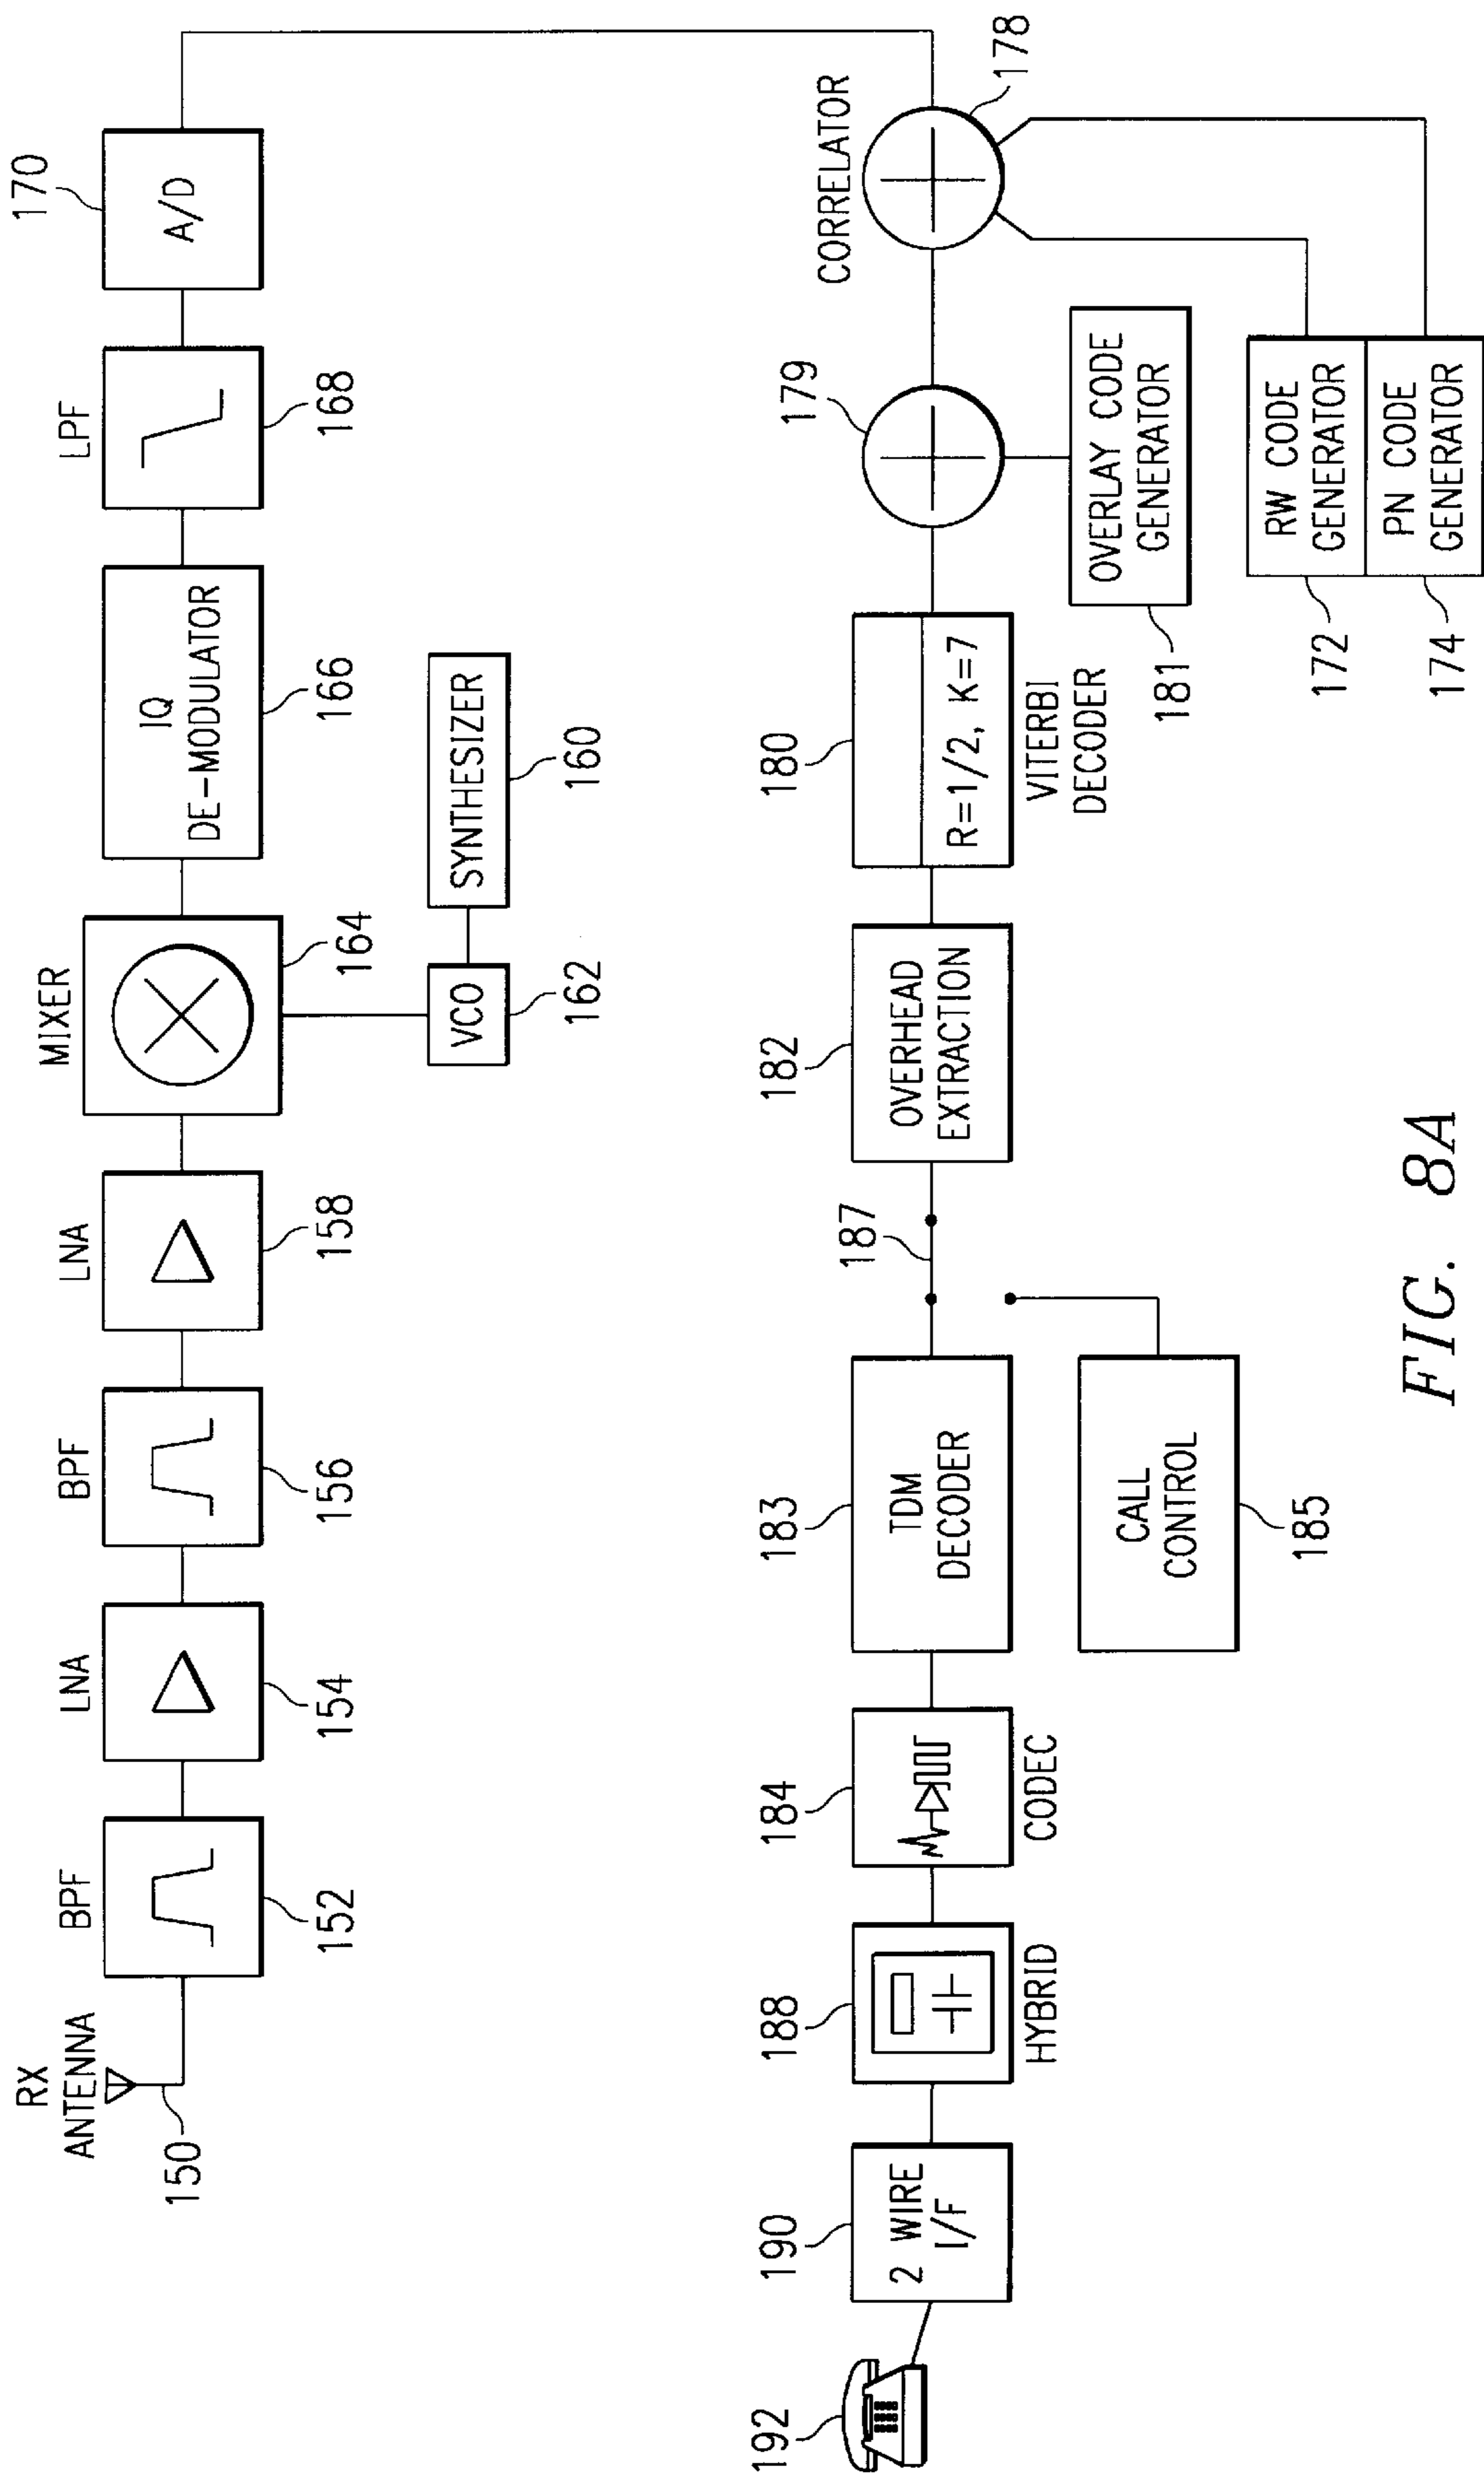 RX
ANTENNA
150
BPF
152
LNA
154
BPF
156
LNA
158
MIXER
164
VCO
162
SYNTHESIZER
160
IQ
DE-MODULATOR
166
LPF
168
170
A/D
CORRELATOR
178
179
OVERLAY CODE
GENERATOR
181
RW CODE
GENERATOR
172
PN CODE
GENERATOR
174
180
R=1/2, K=7
VITERBI
DECODER
182
OVERHEAD
EXTRACTION
187
183
TDM
DECODER
CALL
CONTROL
185
184
CODEC
188
HYBRID
190
2 WIRE
I/F
192
FIG. 8A